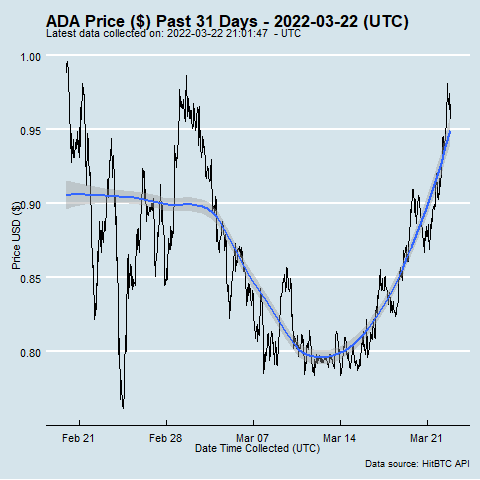 ADA Price ($) Past 31 Days - 2022-03-22 (UTC)
Latest data collected on: 2022-03-22 21:01:47 - UTC
1.00
0.95
0.90
0.85
0.80
Price USD ($)
Feb 21 Feb 28 Mar 07 Mar 14 Mar 21
Date Time Collected (UTC)
Data source: HitBTC API